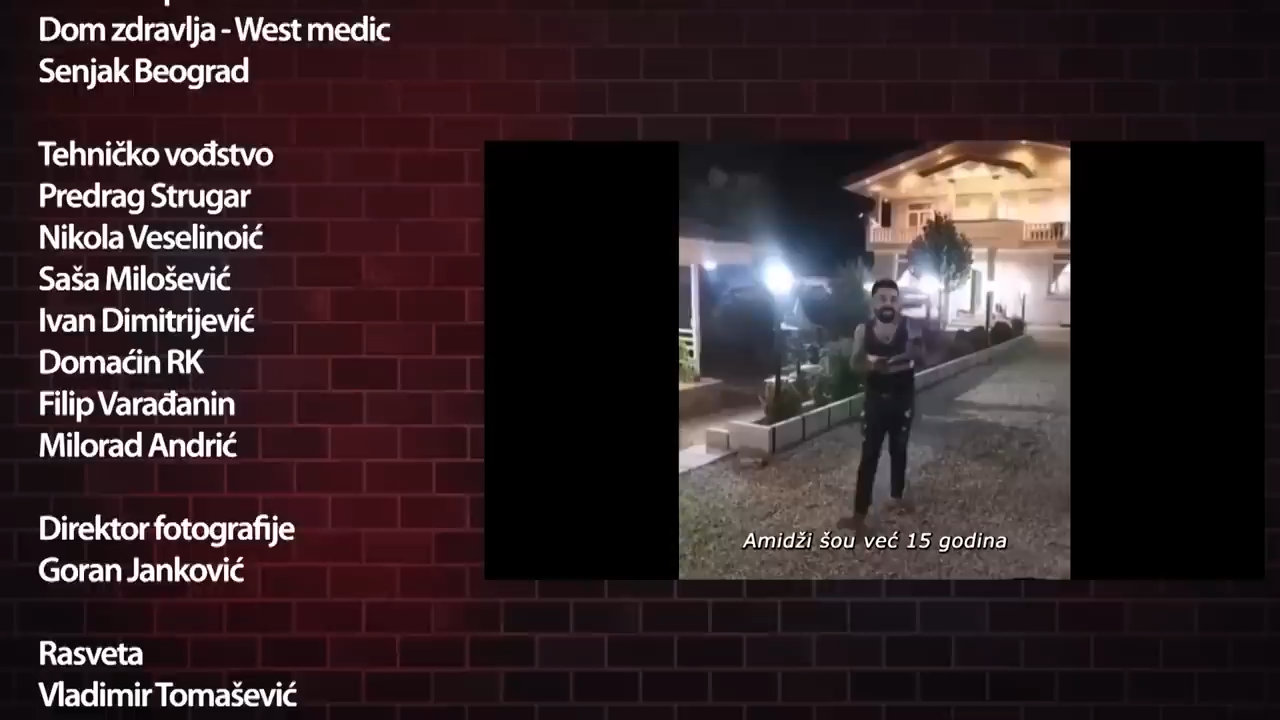 Dom zdravlja - West medic
Senjak Beograd
Tehničko vođstvo
Predrag Strugar
Nikola Veselinoić
Saša Milošević
Ivan Dimitrijević
Domaćin RK
Filip Varađanin
Milorad Andrić
Direktor fotografije
Goran Janković
Rasveta
Vladimir Tomašević
Amidži šou već 15 godina